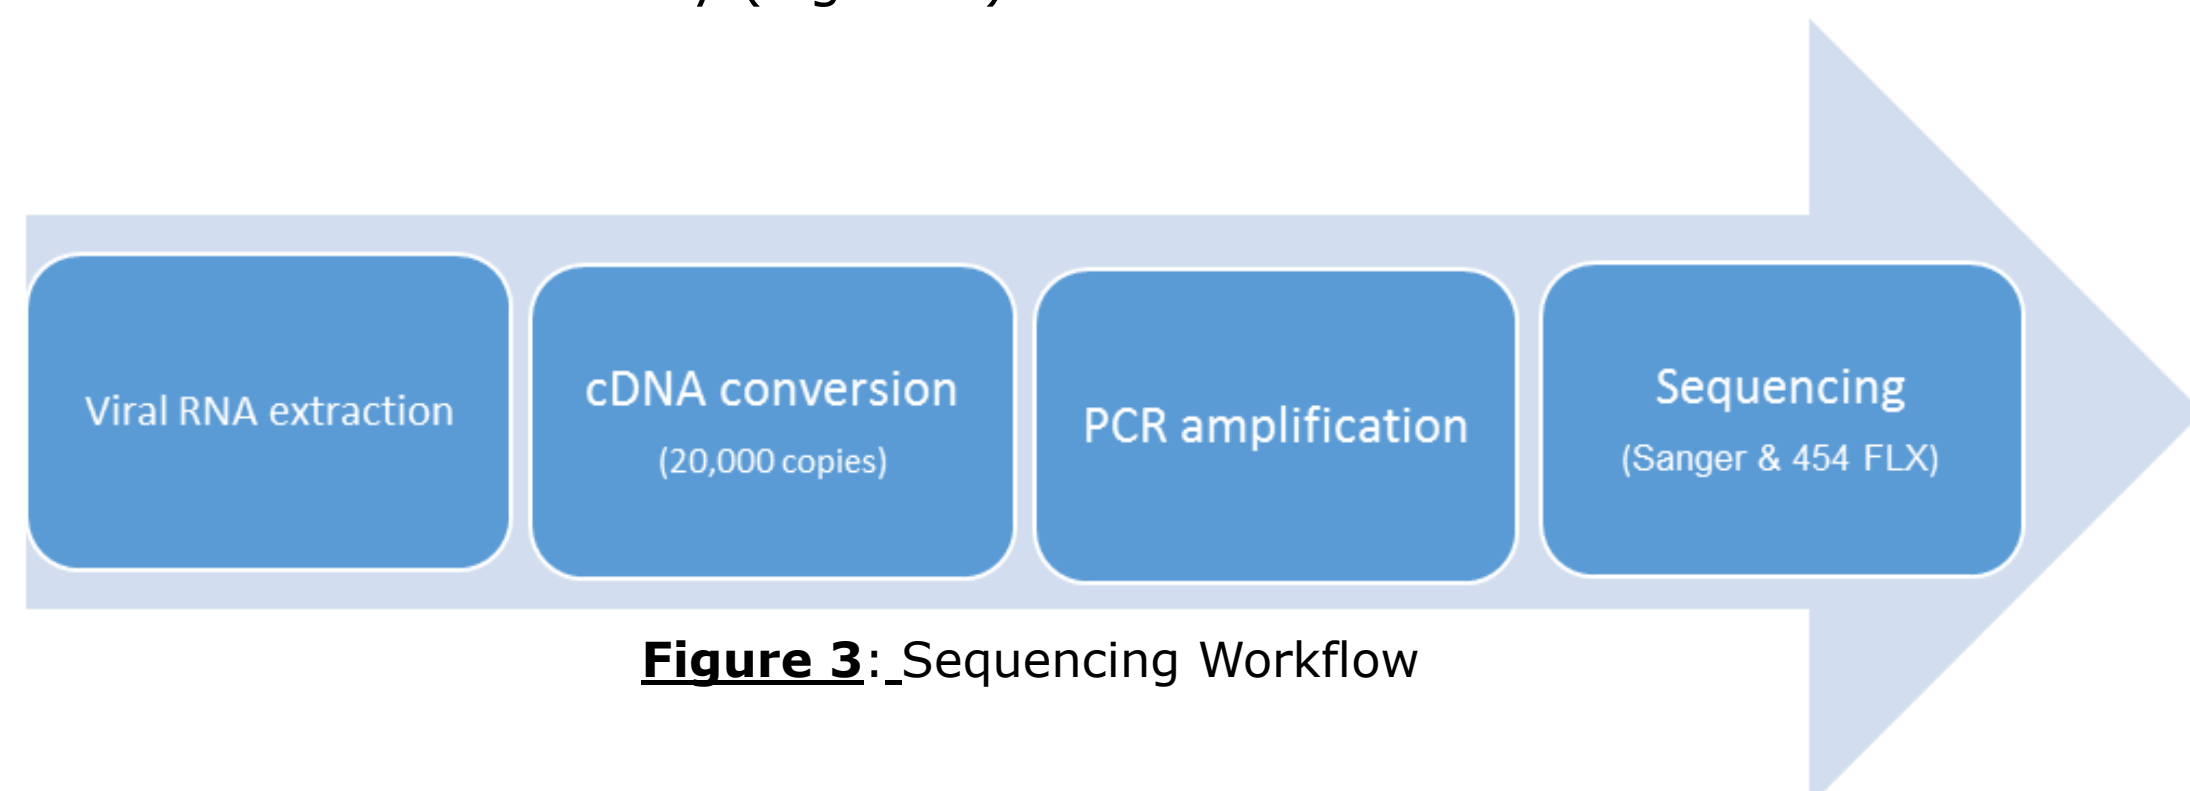 Viral RNA extraction
cDNA conversion
(20,000 copies)
PCR amplification
Sequencing
(Sanger & 454 FLX)
Figure 3: Sequencing Workflow